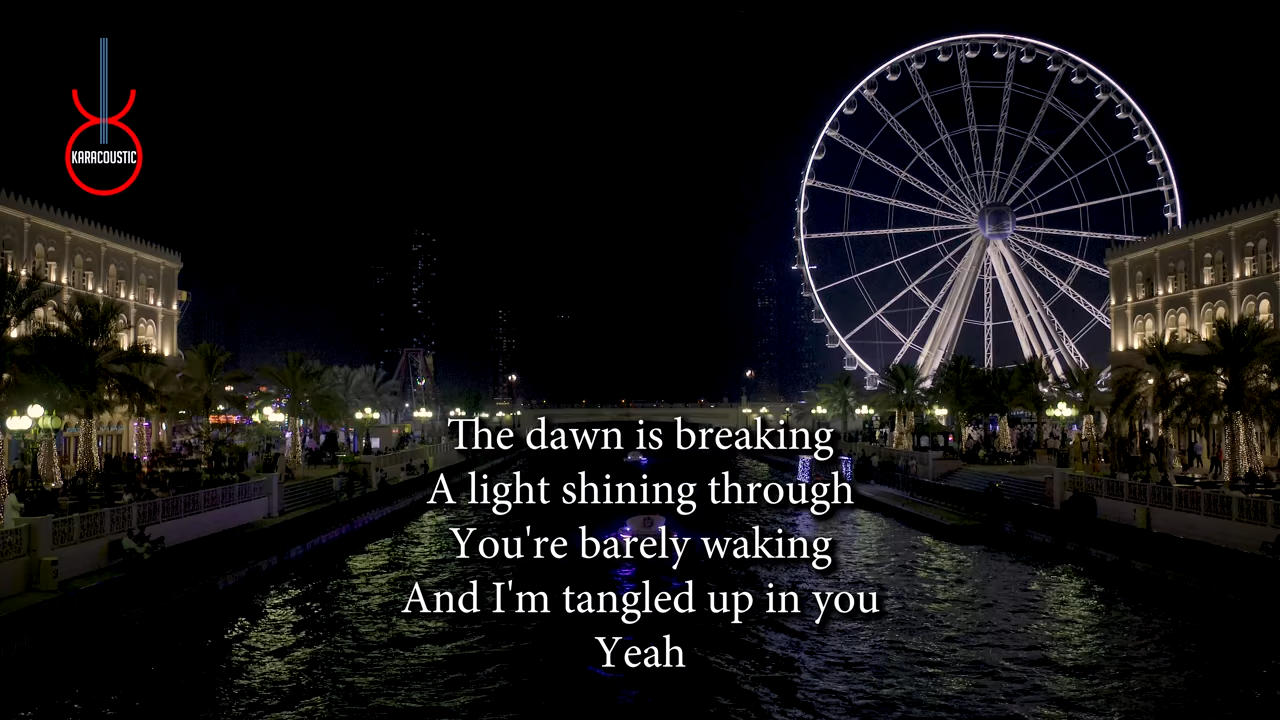 KARACOUSTIC
The dawn is breaking
A light shining through
You're barely waking
And I'm tangled up in you
Yeah